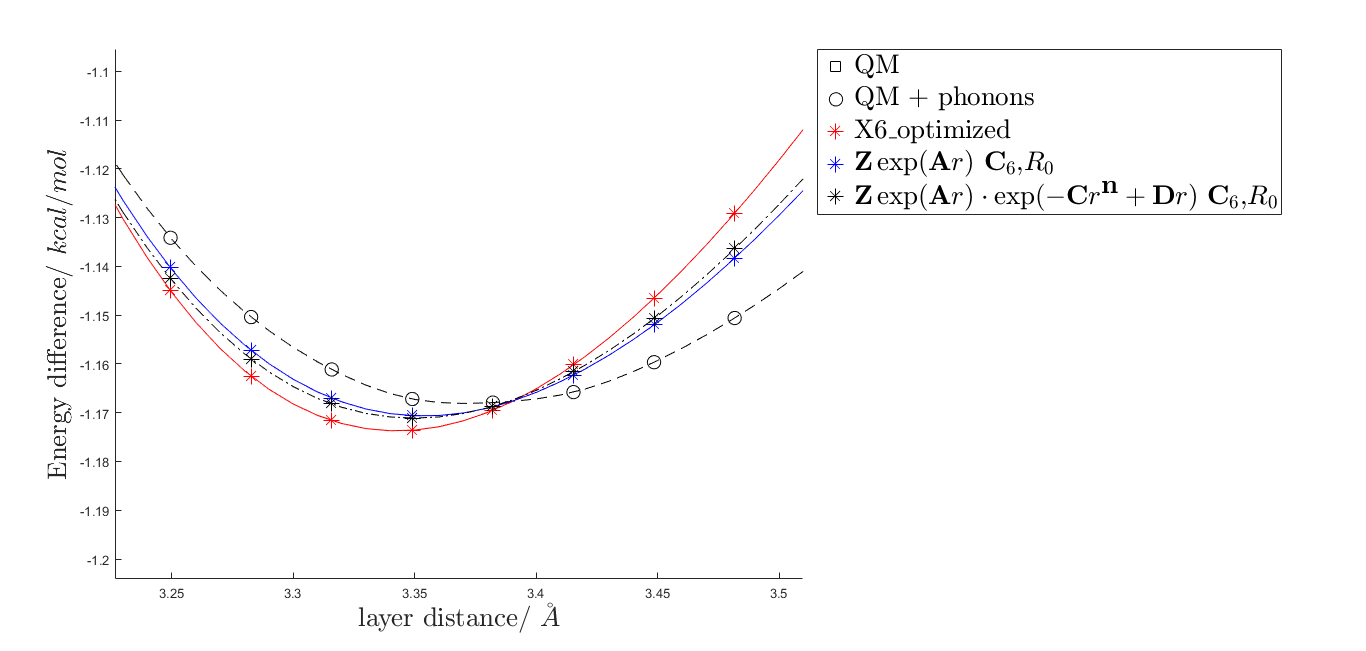 -1.1
-1.11
-1.12
-1.13
-1.14
-1.15
-1.16
-1.17
-1.18
-1.19
-1.2
Energy difference/ kcal/mol
3.25 3.3 3.35 3.4 3.45 3.5
layer distance/ Å
QM
QM + phonons
X6_optimized
Z exp(Ar) C₆,R₀
Z exp(Ar) · exp(−Crⁿ + Dr) C₆,R₀